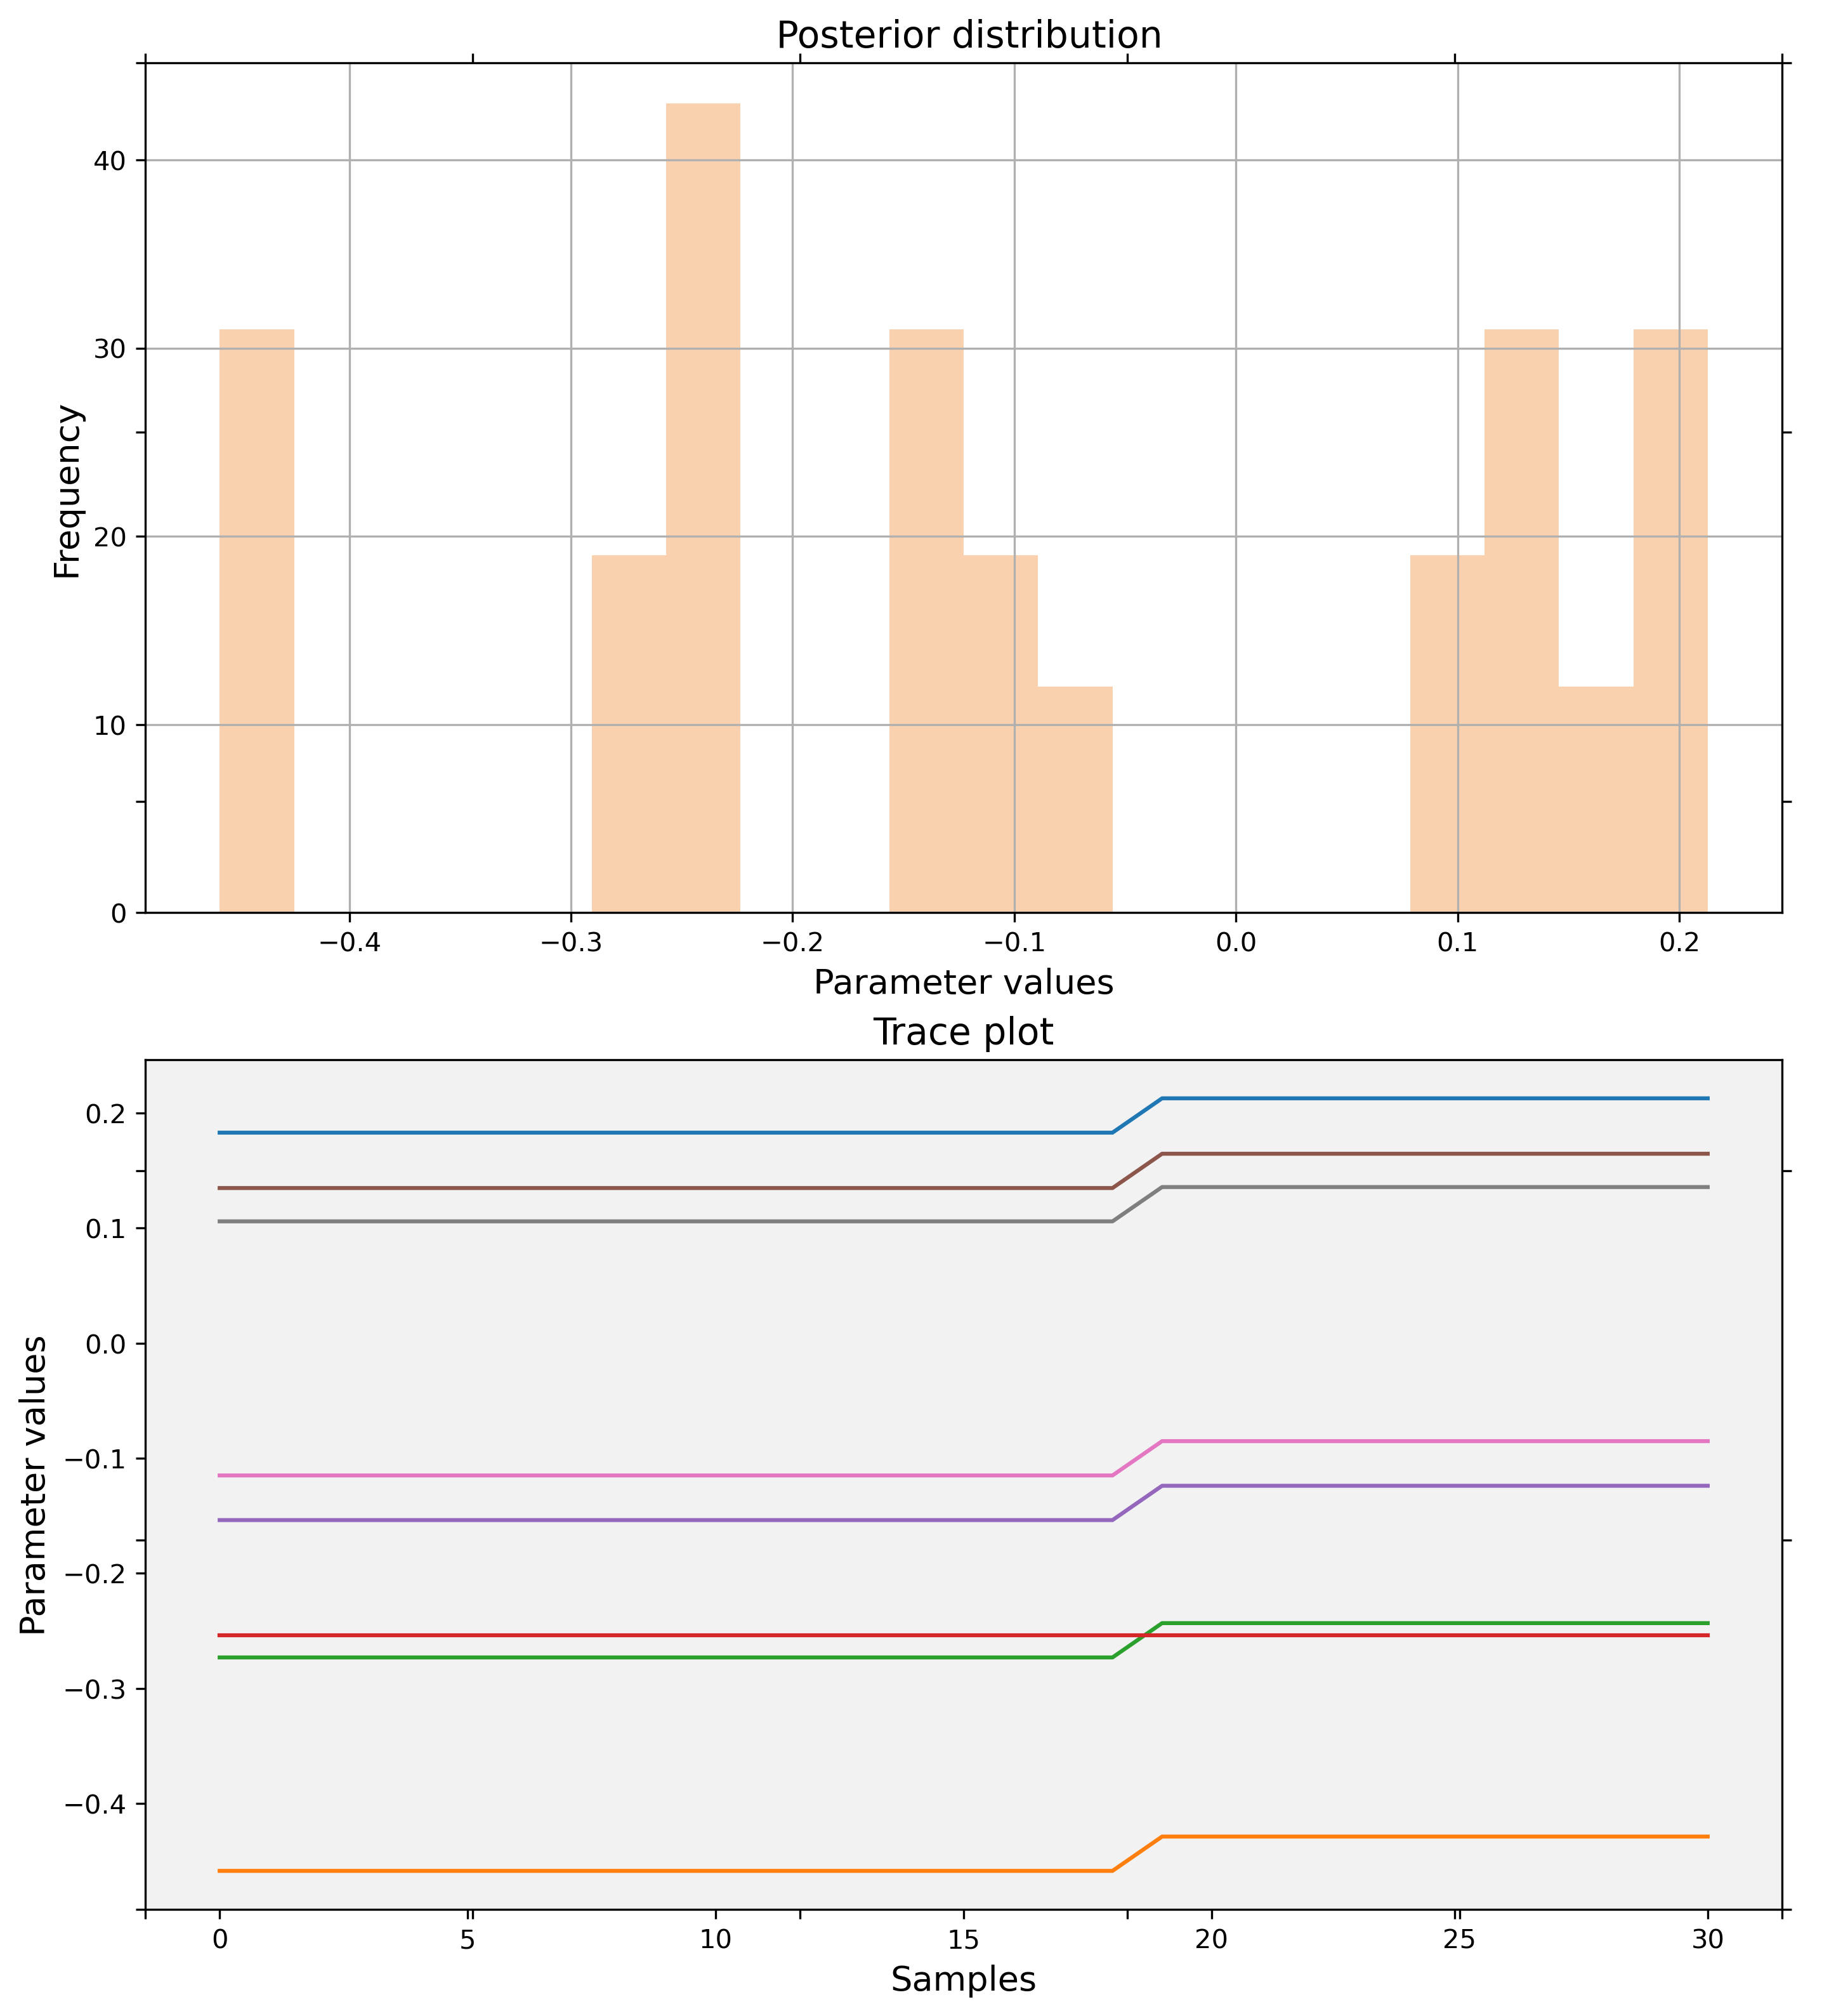 Posterior distribution
Frequency
40
30
20
10
0
−0.4 −0.3 −0.2 −0.1 0.0 0.1 0.2
Parameter values
Trace plot
Parameter values
0.2
0.1
0.0
−0.1
−0.2
−0.3
−0.4
0 5 10 15 20 25 30
Samples